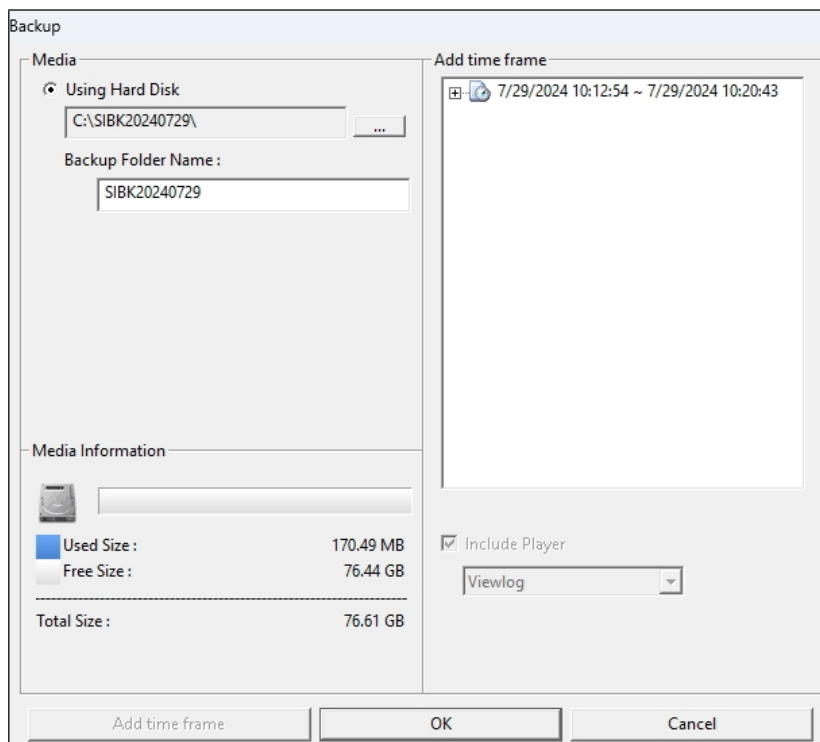 Backup
Media
Using Hard Disk
C:\SIBK20240729\
...
Backup Folder Name :
SIBK20240729
Media Information
Used Size : 170.49 MB
Free Size : 76.44 GB
Total Size : 76.61 GB
Add time frame
7/29/2024 10:12:54 ~ 7/29/2024 10:20:43
Include Player
Viewlog
Add time frame
OK
Cancel